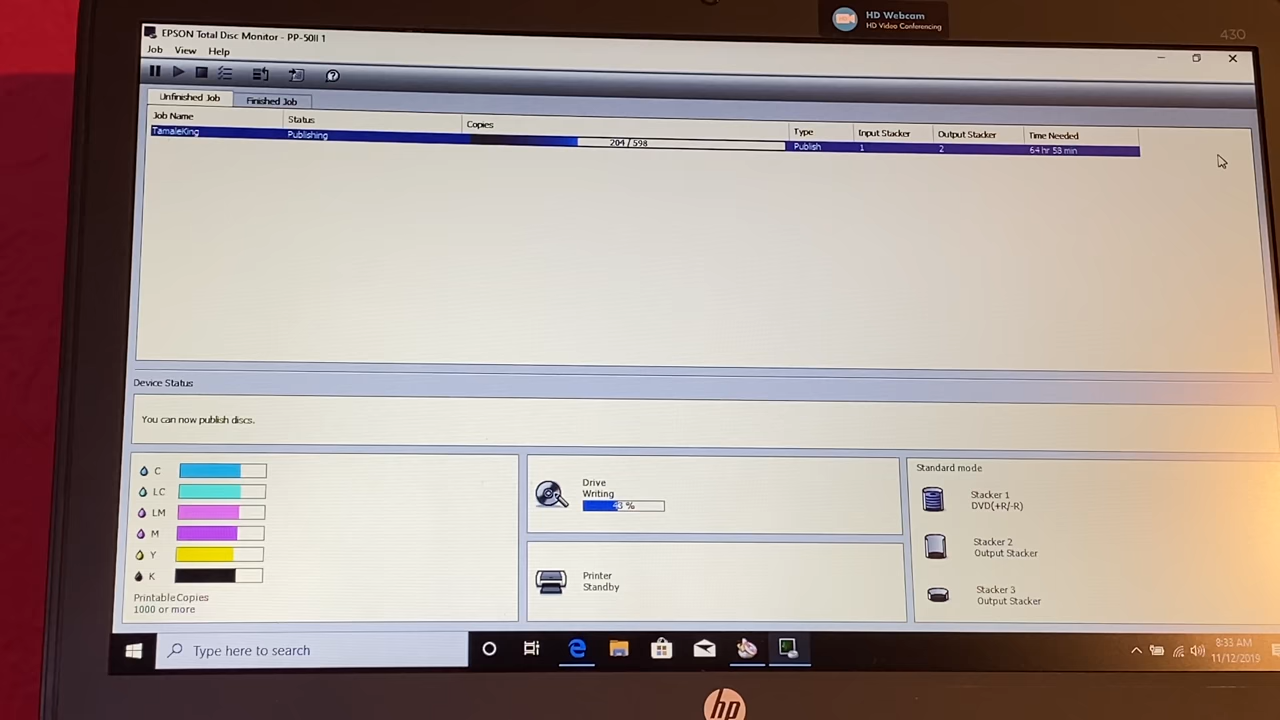 HD Webcam
HD Video Conferencing
430
EPSON Total Disc Monitor - PP-50II 1
Job View Help
Unfinished Job Finished Job
Job Name Status Copies Type Input Stacker Output Stacker Time Needed
TamaleKing Publishing 204 / 598 Publish 1 2 64 hr 58 min
Device Status
You can now publish discs.
C
LC
LM
M
Y
K
Printable Copies
1000 or more
Drive
Writing
43 %
Printer
Standby
Standard mode
Stacker 1
DVD(+R/-R)
Stacker 2
Output Stacker
Stacker 3
Output Stacker
Type here to search
8:33 AM
11/12/2019
hp